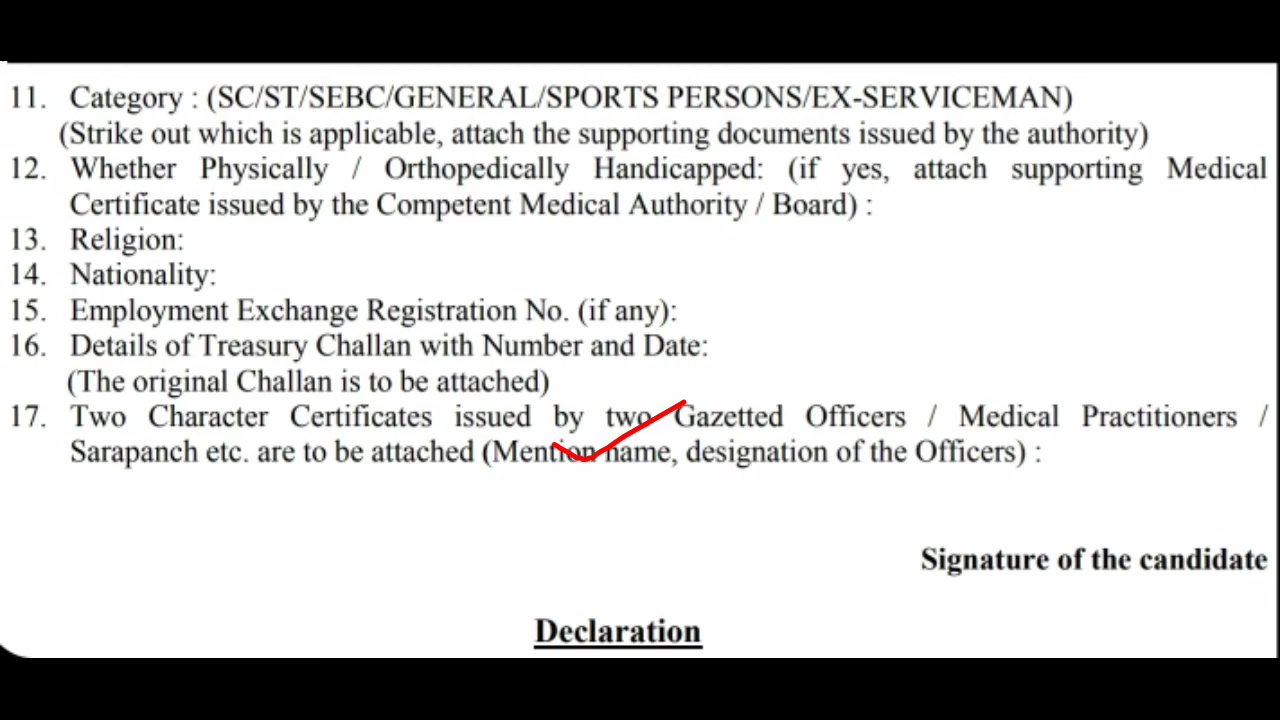 11. Category : (SC/ST/SEBC/GENERAL/SPORTS PERSONS/EX-SERVICEMAN)
(Strike out which is applicable, attach the supporting documents issued by the authority)
12. Whether Physically / Orthopedically Handicapped: (if yes, attach supporting Medical
Certificate issued by the Competent Medical Authority / Board) :
13. Religion:
14. Nationality:
15. Employment Exchange Registration No. (if any):
16. Details of Treasury Challan with Number and Date:
(The original Challan is to be attached)
17. Two Character Certificates issued by two Gazetted Officers / Medical Practitioners /
Sarapanch etc. are to be attached (Mention name, designation of the Officers) :
Signature of the candidate
Declaration